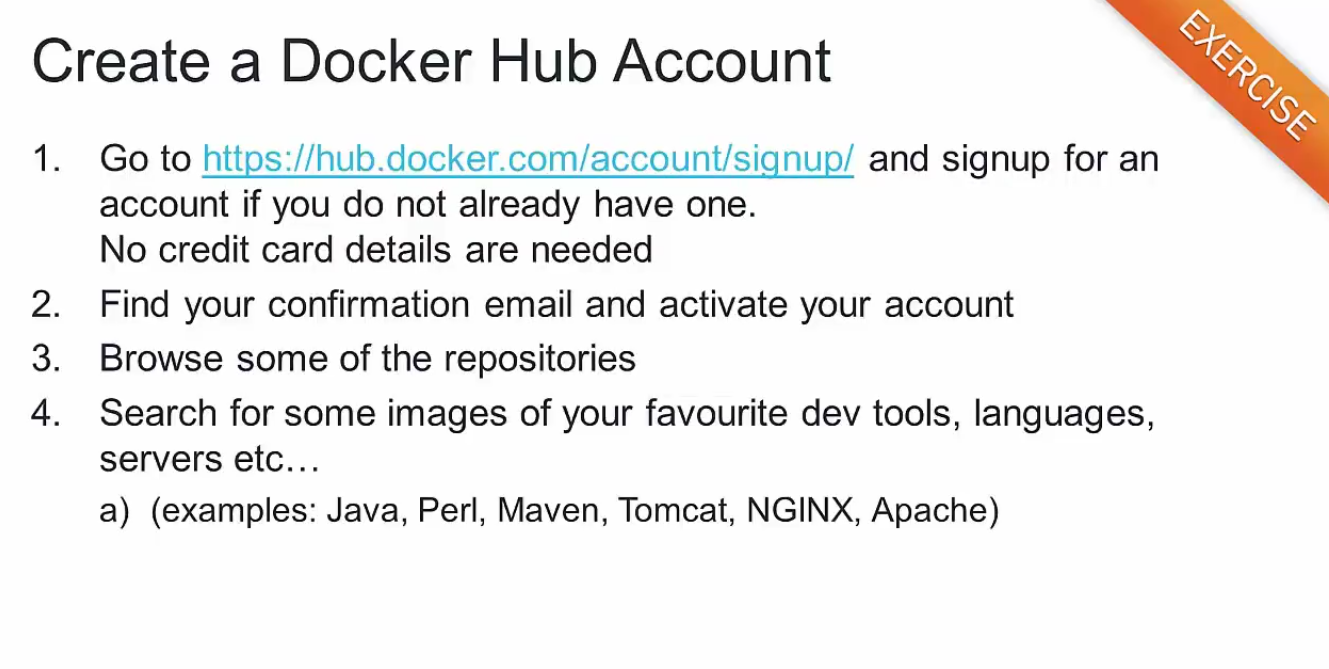 Create a Docker Hub Account
EXERCISE
1. Go to https://hub.docker.com/account/signup/ and signup for an
account if you do not already have one.
No credit card details are needed
2. Find your confirmation email and activate your account
3. Browse some of the repositories
4. Search for some images of your favourite dev tools, languages,
servers etc…
a) (examples: Java, Perl, Maven, Tomcat, NGINX, Apache)